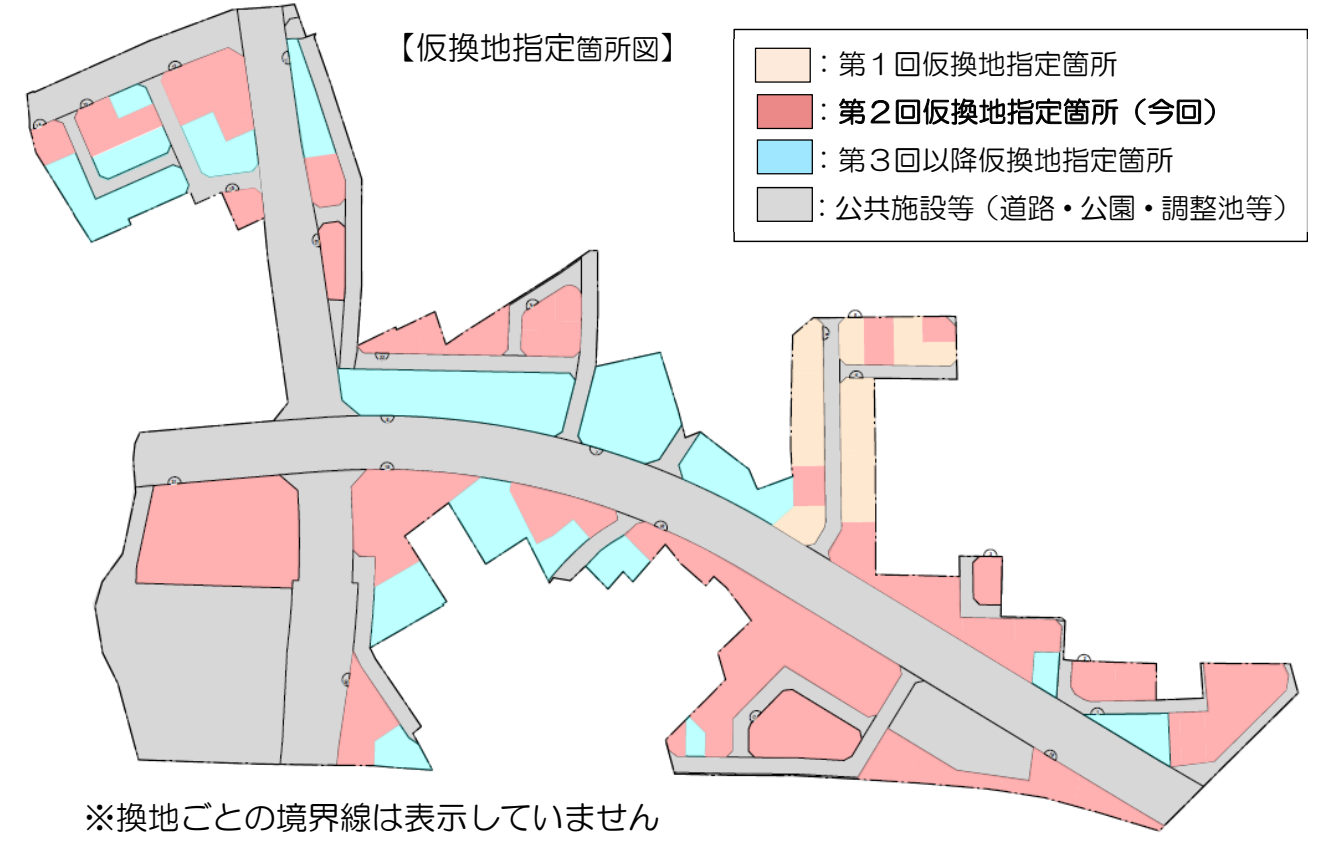 【仮換地指定箇所図】
：第１回仮換地指定箇所
：第２回仮換地指定箇所（今回）
：第３回以降仮換地指定箇所
：公共施設等（道路・公園・調整池等）
※換地ごとの境界線は表示していません